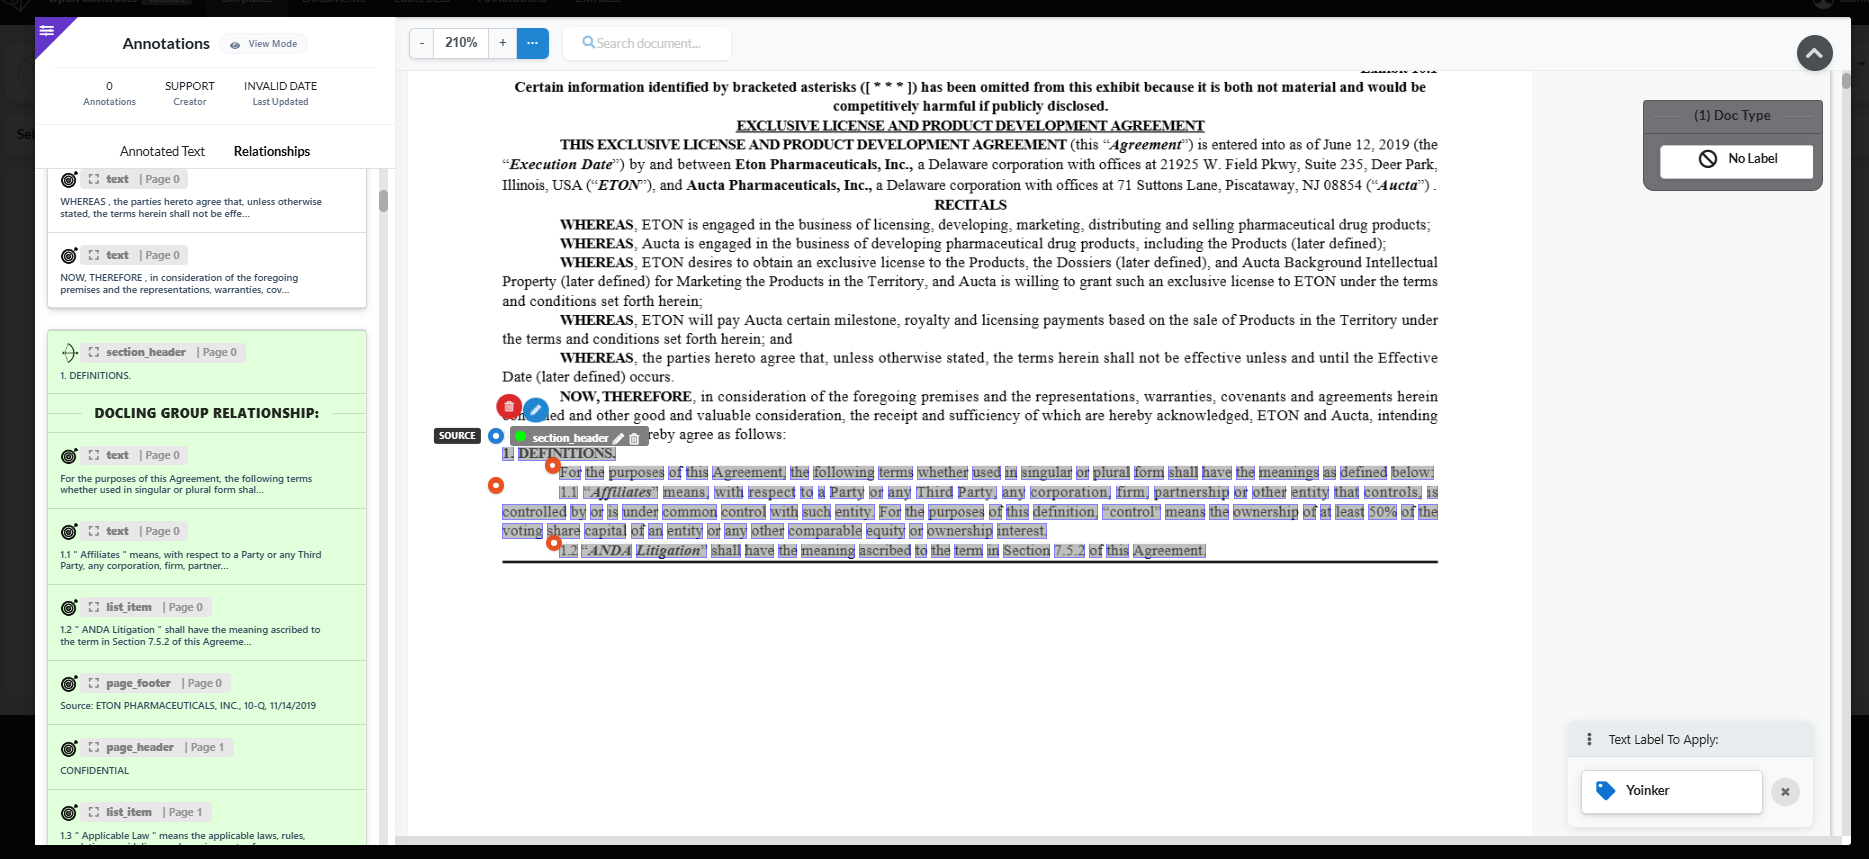 Annotations
View Mode
0
Annotations
SUPPORT
Creator
INVALID DATE
Last Updated
Annotated Text
Relationships
text | Page 0
WHEREAS , the parties hereto agree that, unless otherwise
stated, the terms herein shall not be effe...
text | Page 0
NOW, THEREFORE , in consideration of the foregoing
premises and the representations, warranties, cov...
section_header | Page 0
1. DEFINITIONS.
DOCLING GROUP RELATIONSHIP:
text | Page 0
For the purposes of this Agreement, the following terms
whether used in singular or plural form shal...
text | Page 0
1.1 " Affiliates " means, with respect to a Party or any Third
Party, any corporation, firm, partner...
list_item | Page 0
1.2 " ANDA Litigation " shall have the meaning ascribed to
the term in Section 7.5.2 of this Agreeme...
page_footer | Page 0
Source: ETON PHARMACEUTICALS, INC., 10-Q, 11/14/2019
page_header | Page 1
CONFIDENTIAL
list_item | Page 1
1.3 " Applicable Law " means the applicable laws, rules,
- 210% + ...
Search document...
Certain information identified by bracketed asterisks ([ * * * ]) has been omitted from this exhibit because it is both not material and would be
competitively harmful if publicly disclosed.
EXCLUSIVE LICENSE AND PRODUCT DEVELOPMENT AGREEMENT
THIS EXCLUSIVE LICENSE AND PRODUCT DEVELOPMENT AGREEMENT (this “Agreement”) is entered into as of June 12, 2019 (the
“Execution Date”) by and between Eton Pharmaceuticals, Inc., a Delaware corporation with offices at 21925 W. Field Pkwy, Suite 235, Deer Park,
Illinois, USA (“ETON”), and Aucta Pharmaceuticals, Inc., a Delaware corporation with offices at 71 Suttons Lane, Piscataway, NJ 08854 (“Aucta”) .
RECITALS
WHEREAS, ETON is engaged in the business of licensing, developing, marketing, distributing and selling pharmaceutical drug products;
WHEREAS, Aucta is engaged in the business of developing pharmaceutical drug products, including the Products (later defined);
WHEREAS, ETON desires to obtain an exclusive license to the Products, the Dossiers (later defined), and Aucta Background Intellectual
Property (later defined) for Marketing the Products in the Territory, and Aucta is willing to grant such an exclusive license to ETON under the terms
and conditions set forth herein;
WHEREAS, ETON will pay Aucta certain milestone, royalty and licensing payments based on the sale of Products in the Territory under
the terms and conditions set forth herein; and
WHEREAS, the parties hereto agree that, unless otherwise stated, the terms herein shall not be effective unless and until the Effective
Date (later defined) occurs.
NOW, THEREFORE, in consideration of the foregoing premises and the representations, warranties, covenants and agreements herein
and other good and valuable consideration, the receipt and sufficiency of which are hereby acknowledged, ETON and Aucta, intending
agree as follows:
SOURCE
section_header
1. DEFINITIONS.
For the purposes of this Agreement, the following terms whether used in singular or plural form shall have the meanings as defined below:
1.1 “Affiliates” means, with respect to a Party or any Third Party, any corporation, firm, partnership or other entity that controls, is
controlled by or is under common control with such entity. For the purposes of this definition, “control” means the ownership of at least 50% of the
voting share capital of an entity or any other comparable equity or ownership interest.
1.2 “ANDA Litigation” shall have the meaning ascribed to the term in Section 7.5.2 of this Agreement.
(1) Doc Type
No Label
Text Label To Apply:
Yoinker